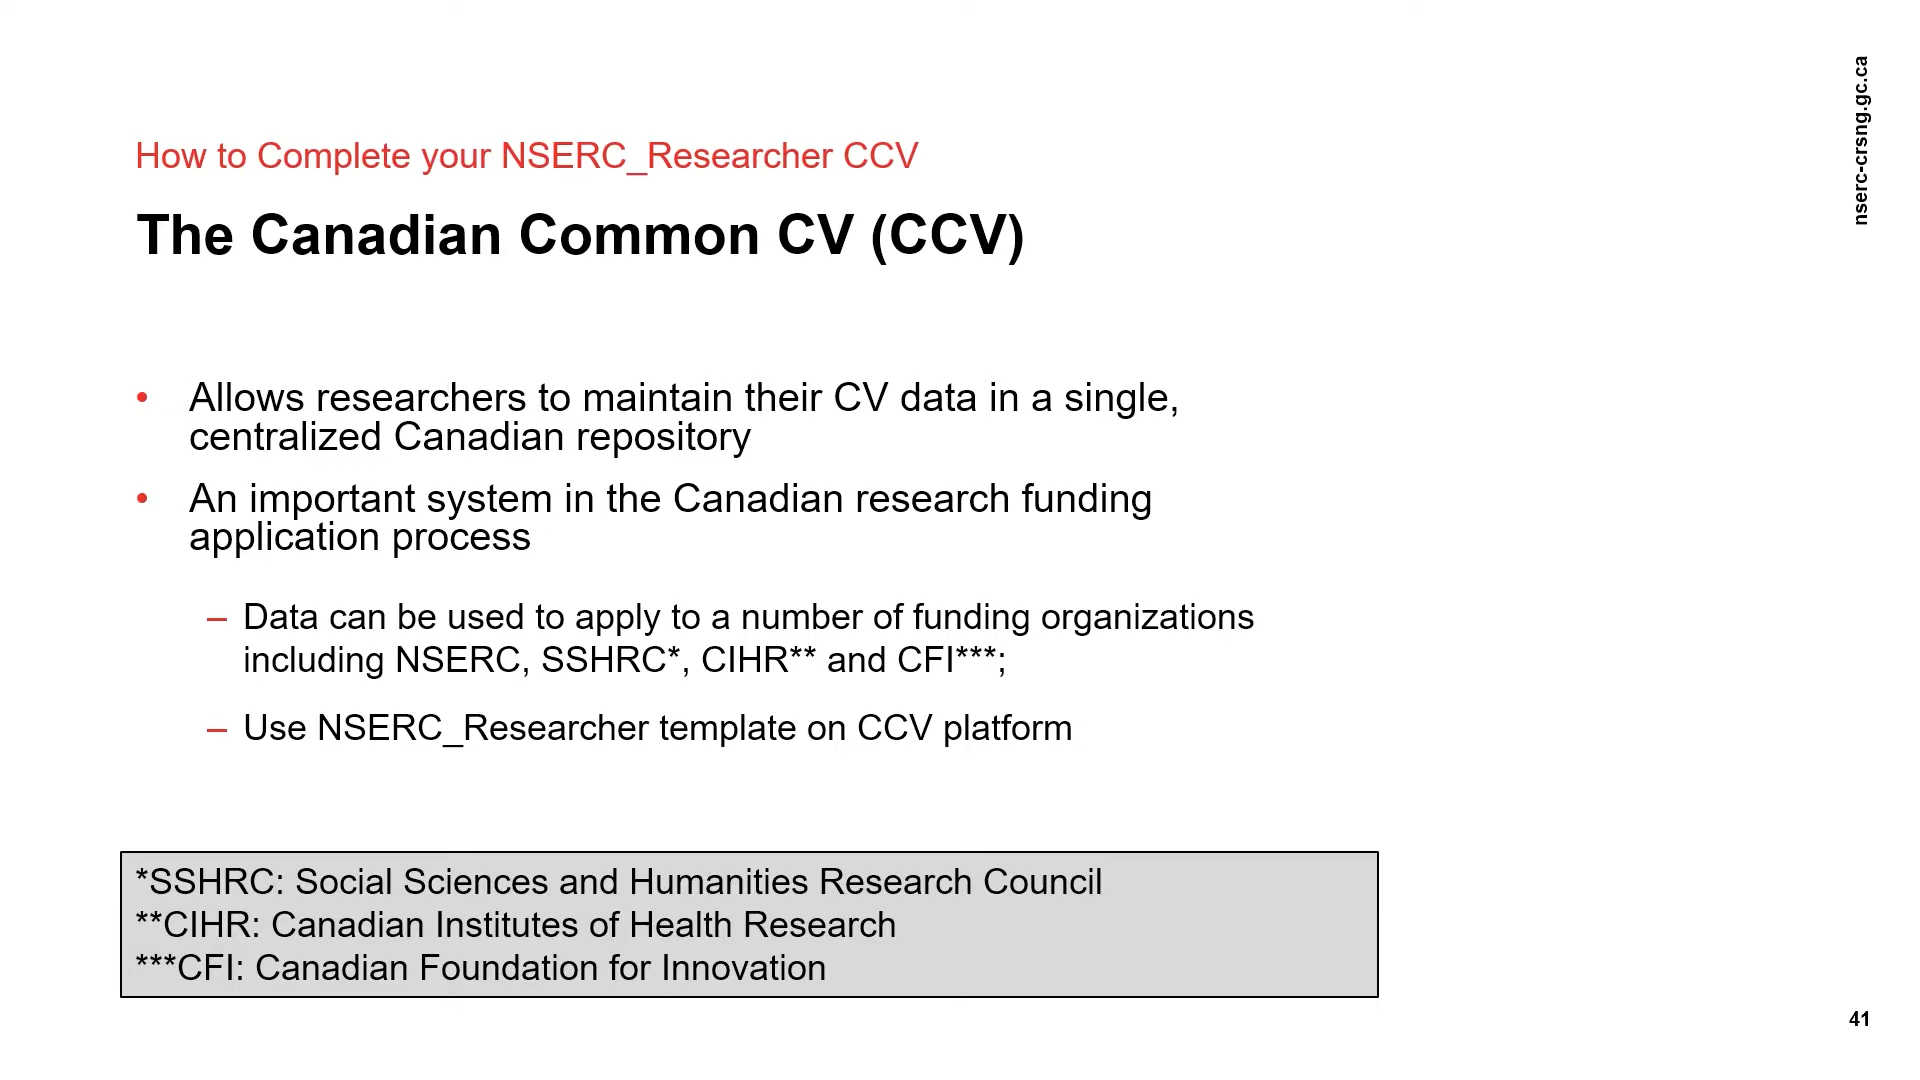 nserc-crsng.gc.ca
How to Complete your NSERC_Researcher CCV
The Canadian Common CV (CCV)
• Allows researchers to maintain their CV data in a single,
centralized Canadian repository
• An important system in the Canadian research funding
application process
– Data can be used to apply to a number of funding organizations
including NSERC, SSHRC*, CIHR** and CFI***;
– Use NSERC_Researcher template on CCV platform
*SSHRC: Social Sciences and Humanities Research Council
**CIHR: Canadian Institutes of Health Research
***CFI: Canadian Foundation for Innovation
41